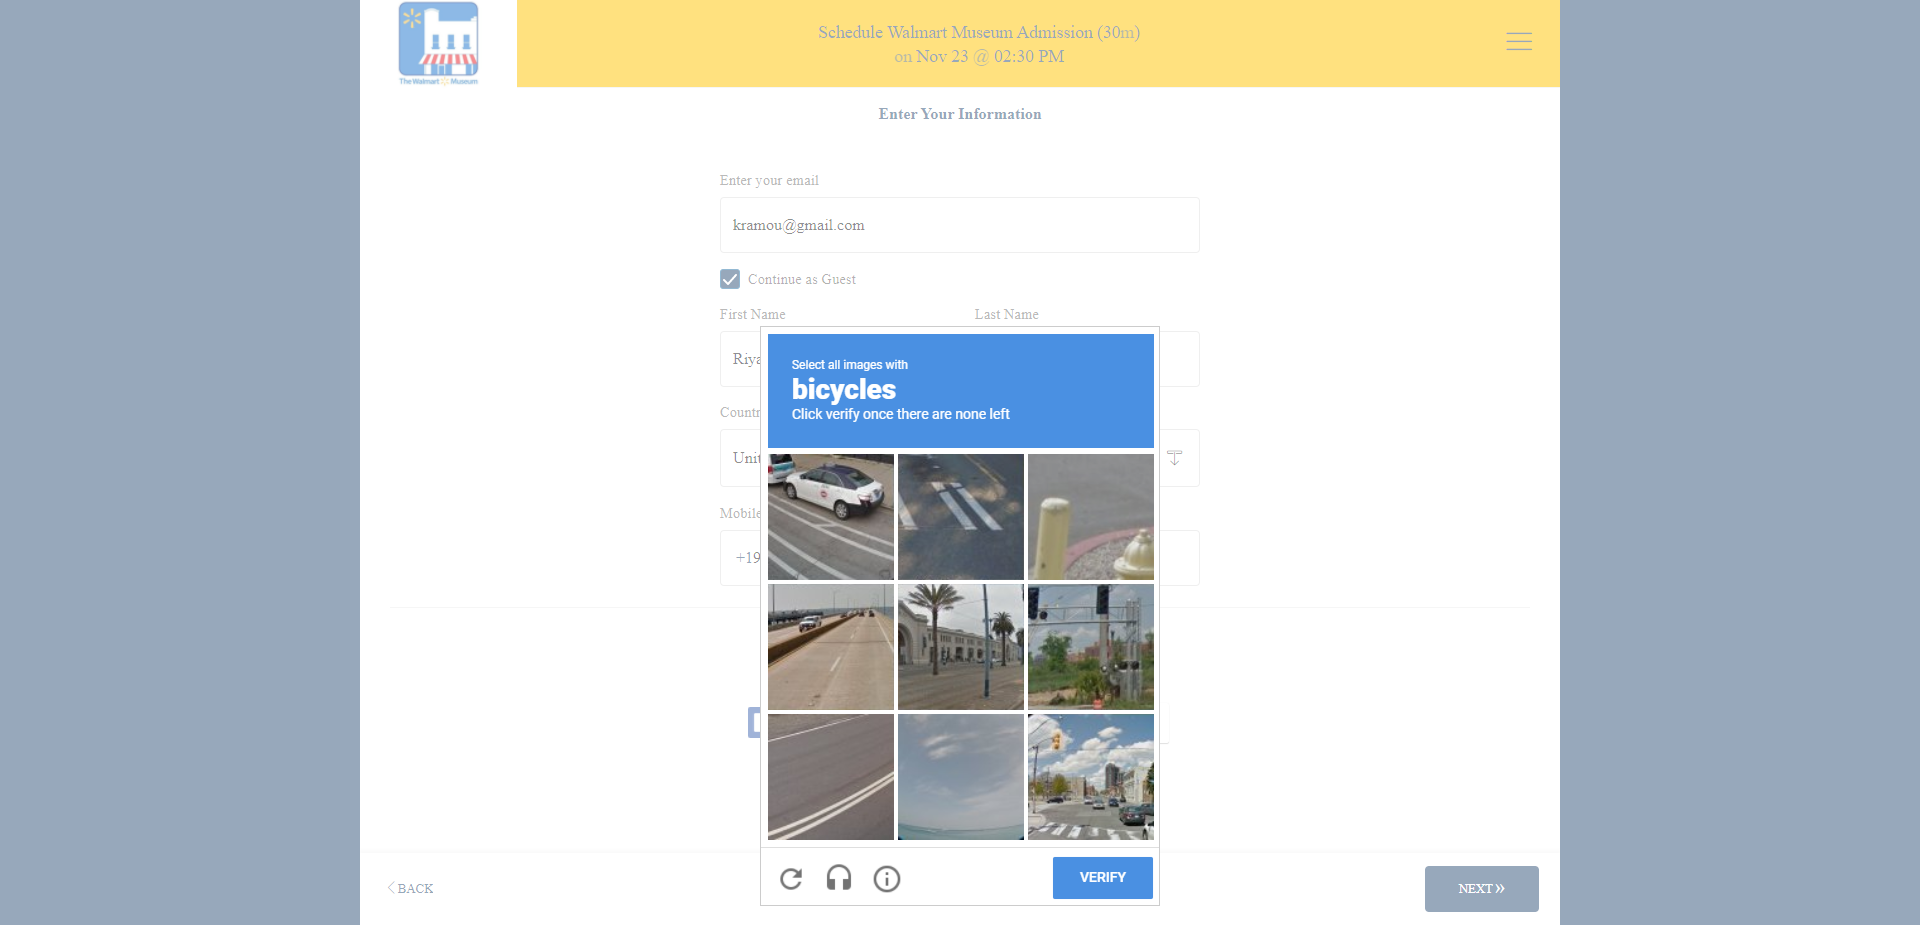 The Walmart Museum
Schedule Walmart Museum Admission (30m)
on Nov 23 @ 02:30 PM
Enter Your Information
Enter your email
kramou@gmail.com
Continue as Guest
First Name
Last Name
Riya
Countr
Unit
Mobile
+19
Select all images with
bicycles
Click verify once there are none left
VERIFY
BACK
NEXT